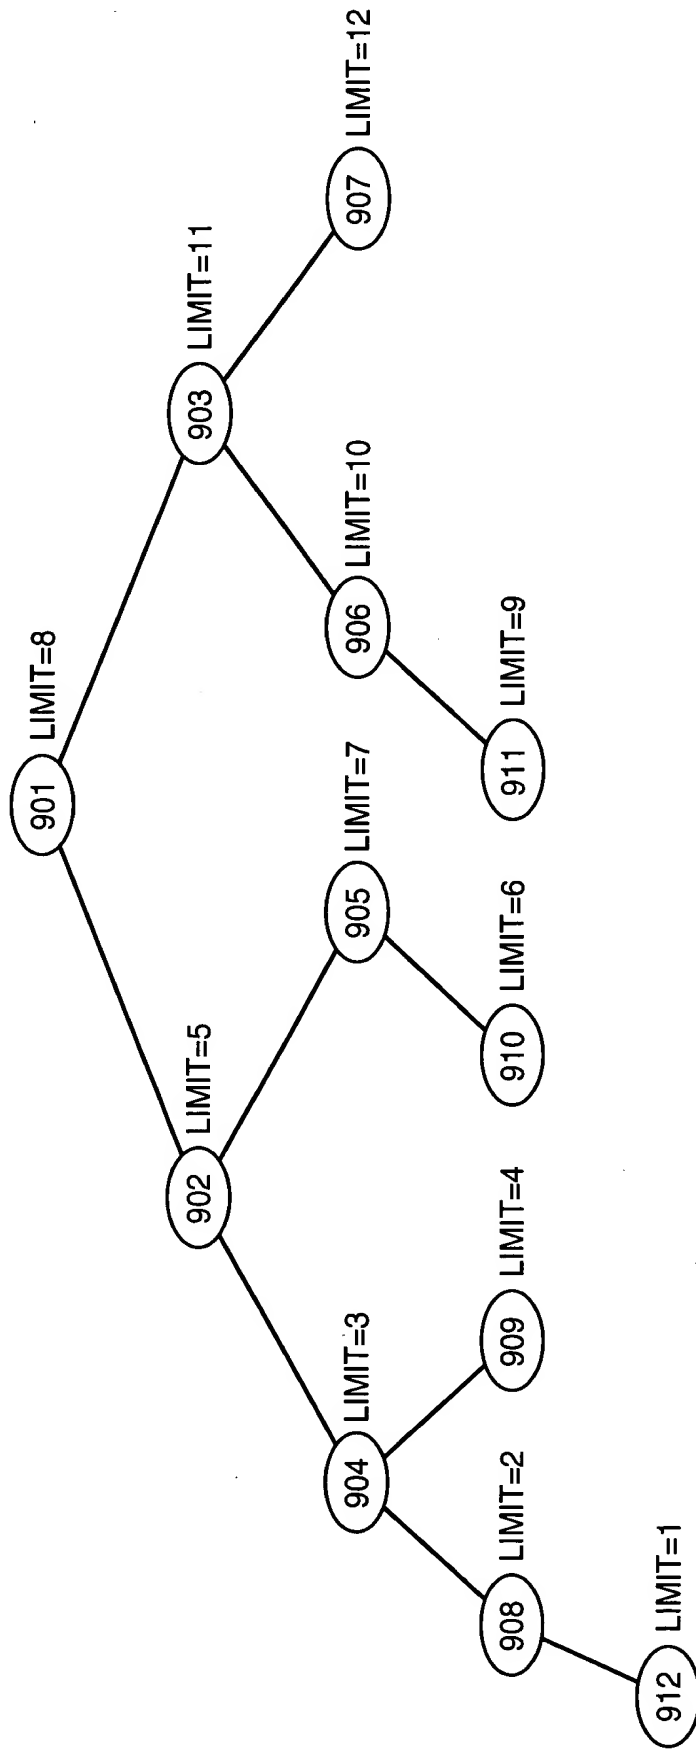 901 LIMIT=8
902 LIMIT=5
903 LIMIT=11
904 LIMIT=3
905 LIMIT=7
906 LIMIT=10
907 LIMIT=12
908 LIMIT=2
909 LIMIT=4
910 LIMIT=6
911 LIMIT=9
912 LIMIT=1